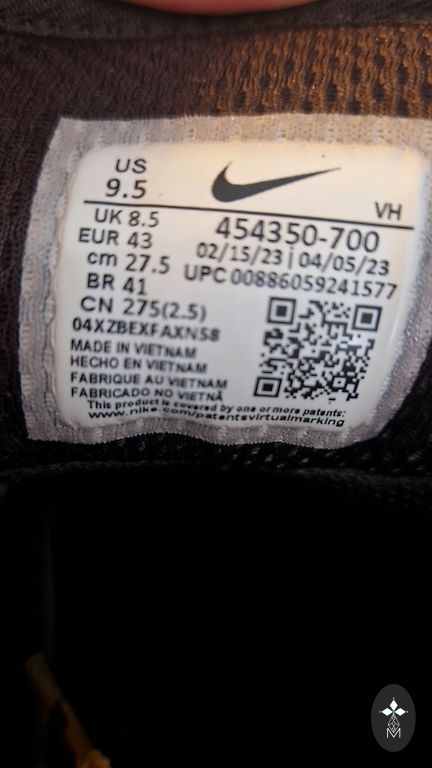 US
9.5
VH
UK 8.5
EUR 43
cm 27.5
BR 41
CN 275(2.5)
04XZBEXFAXNS8
454350-700
02/15/23 | 04/05/23
UPC 00886059241577
MADE IN VIETNAM
HECHO EN VIETNAM
FABRIQUE AU VIETNAM
FABRICADO NO VIETNÃ
This product is covered by one or more patents:
www.nike.com/patentsvirtualmarking
M